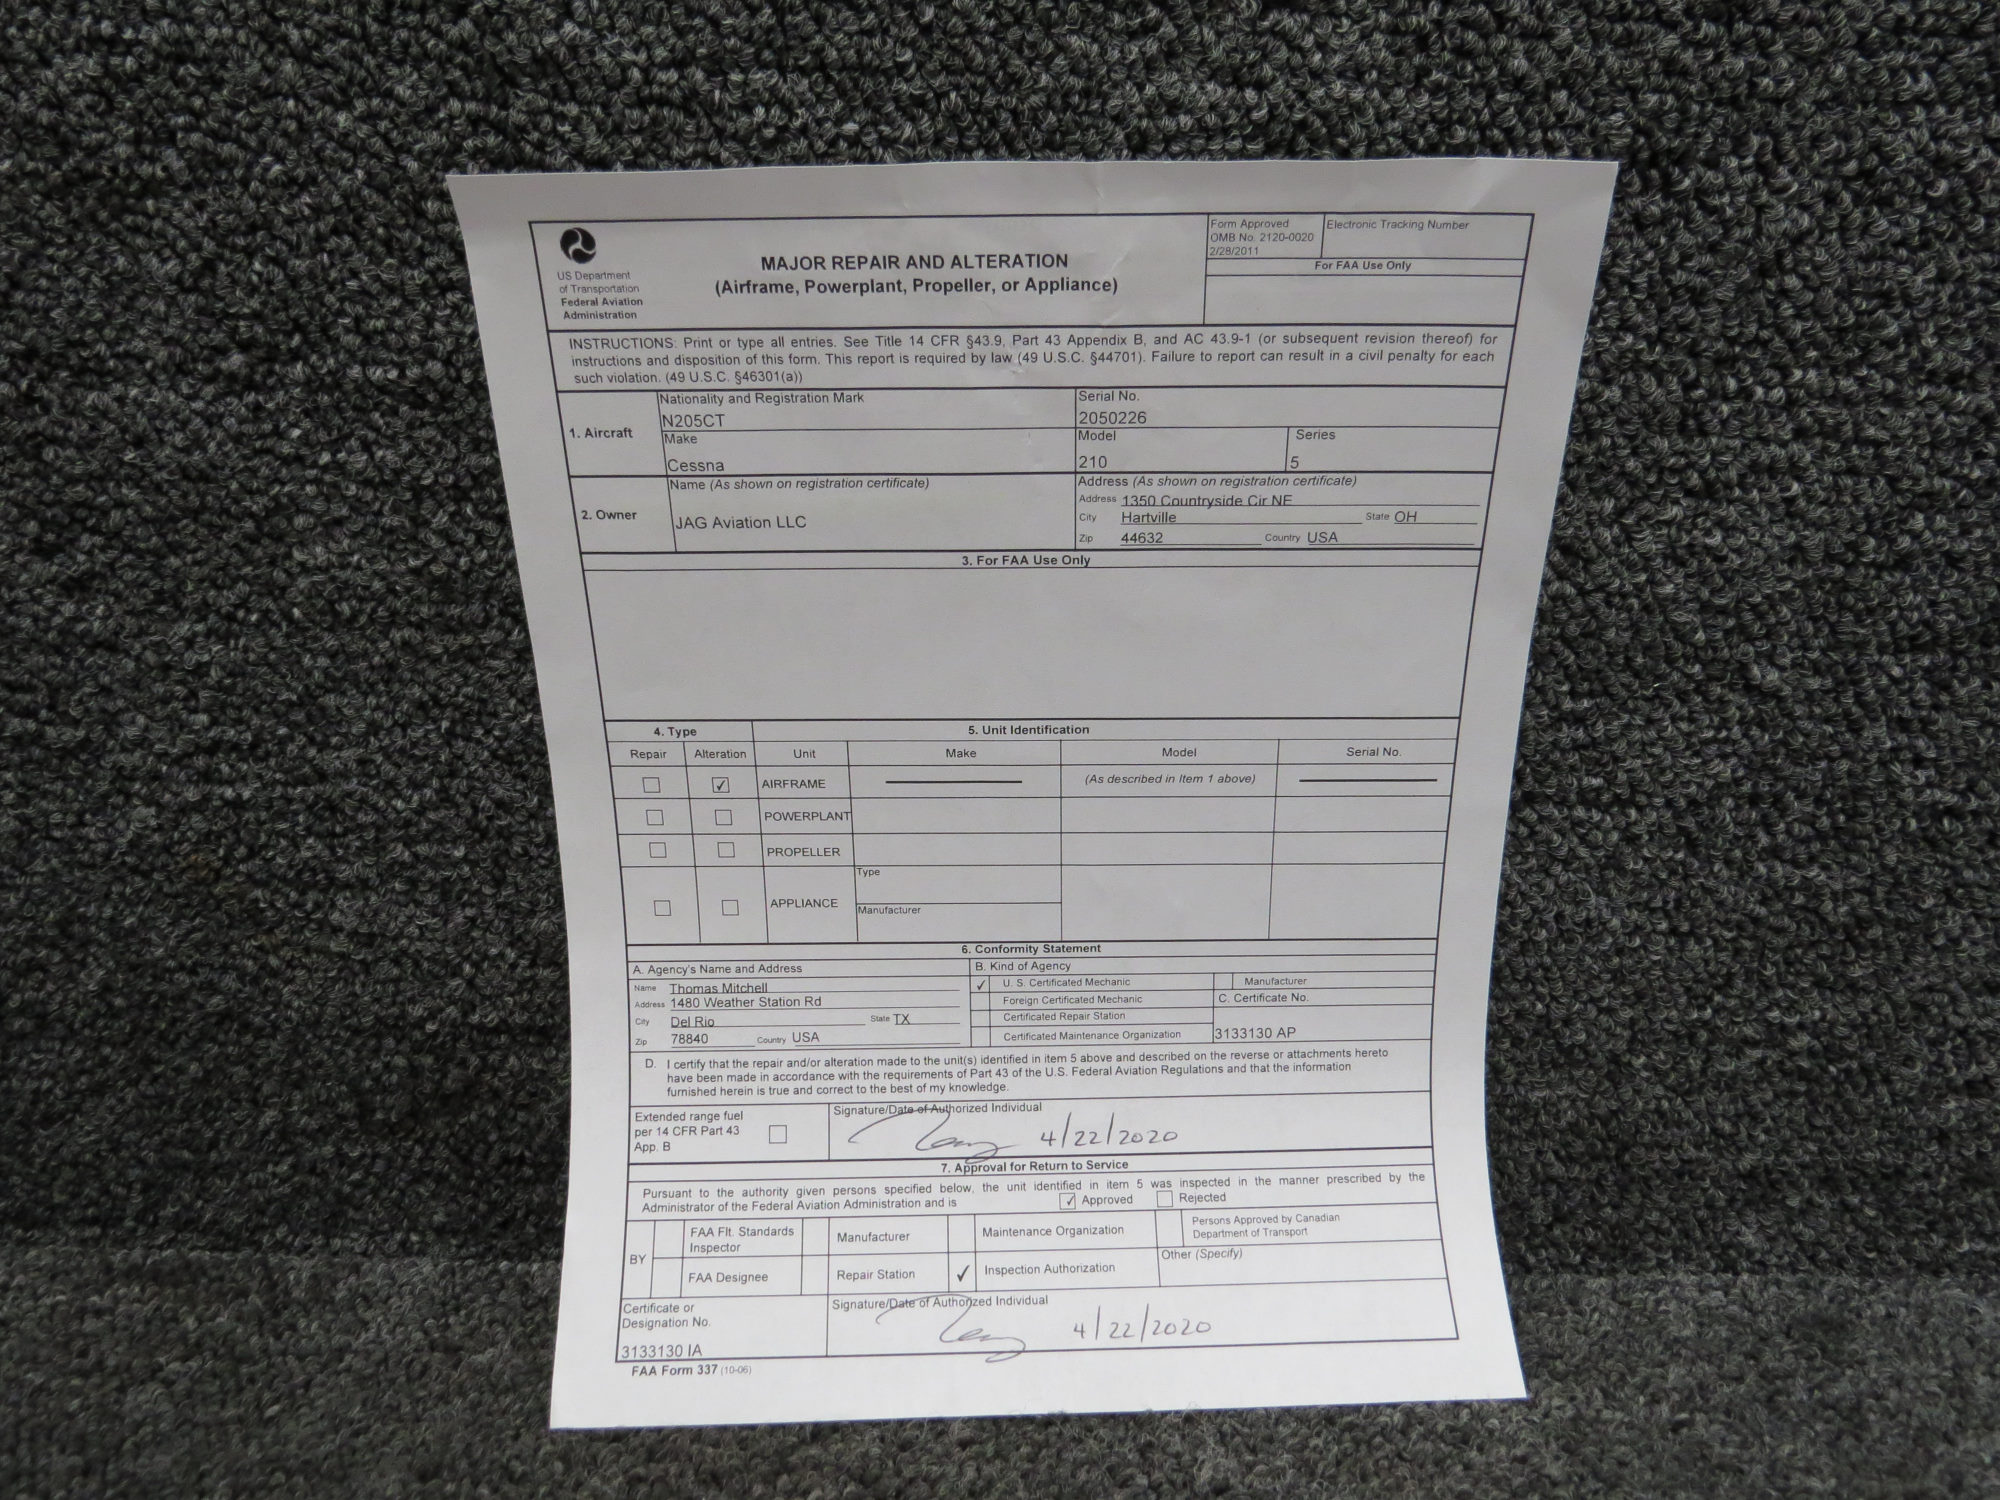 US Department
of Transportation
Federal Aviation
Administration
MAJOR REPAIR AND ALTERATION
(Airframe, Powerplant, Propeller, or Appliance)
Form Approved
OMB No. 2120-0020
2/28/2011
Electronic Tracking Number
For FAA Use Only
INSTRUCTIONS: Print or type all entries. See Title 14 CFR §43.9, Part 43 Appendix B, and AC 43.9-1 (or subsequent revision thereof) for
instructions and disposition of this form. This report is required by law (49 U.S.C. §44701). Failure to report can result in a civil penalty for each
such violation. (49 U.S.C. §46301(a))
1. Aircraft
Nationality and Registration Mark
N205CT
Serial No.
2050226
Make
Cessna
Model
210
Series
5
2. Owner
Name (As shown on registration certificate)
JAG Aviation LLC
Address (As shown on registration certificate)
Address 1350 Countryside Cir NE
City Hartville State OH
Zip 44632 Country USA
3. For FAA Use Only
4. Type
5. Unit Identification
Repair Alteration Unit Make Model Serial No.
AIRFRAME (As described in Item 1 above)
POWERPLANT
PROPELLER
APPLIANCE
Type
Manufacturer
6. Conformity Statement
A. Agency's Name and Address
Name Thomas Mitchell
Address 1480 Weather Station Rd
City Del Rio State TX
Zip 78840 Country USA
B. Kind of Agency
U. S. Certificated Mechanic
Manufacturer
Foreign Certificated Mechanic
C. Certificate No.
Certificated Repair Station
Certificated Maintenance Organization
3133130 AP
D. I certify that the repair and/or alteration made to the unit(s) identified in item 5 above and described on the reverse or attachments hereto
have been made in accordance with the requirements of Part 43 of the U.S. Federal Aviation Regulations and that the information
furnished herein is true and correct to the best of my knowledge.
Extended range fuel
per 14 CFR Part 43
App. B
Signature/Date of Authorized Individual
4/22/2020
7. Approval for Return to Service
Pursuant to the authority given persons specified below, the unit identified in item 5 was inspected in the manner prescribed by the
Administrator of the Federal Aviation Administration and is Approved Rejected
BY
FAA Flt. Standards
Inspector
Manufacturer
Maintenance Organization
Persons Approved by Canadian
Department of Transport
FAA Designee
Repair Station
Inspection Authorization
Other (Specify)
Certificate or
Designation No.
3133130 IA
Signature/Date of Authorized Individual
4/22/2020
FAA Form 337 (10-06)